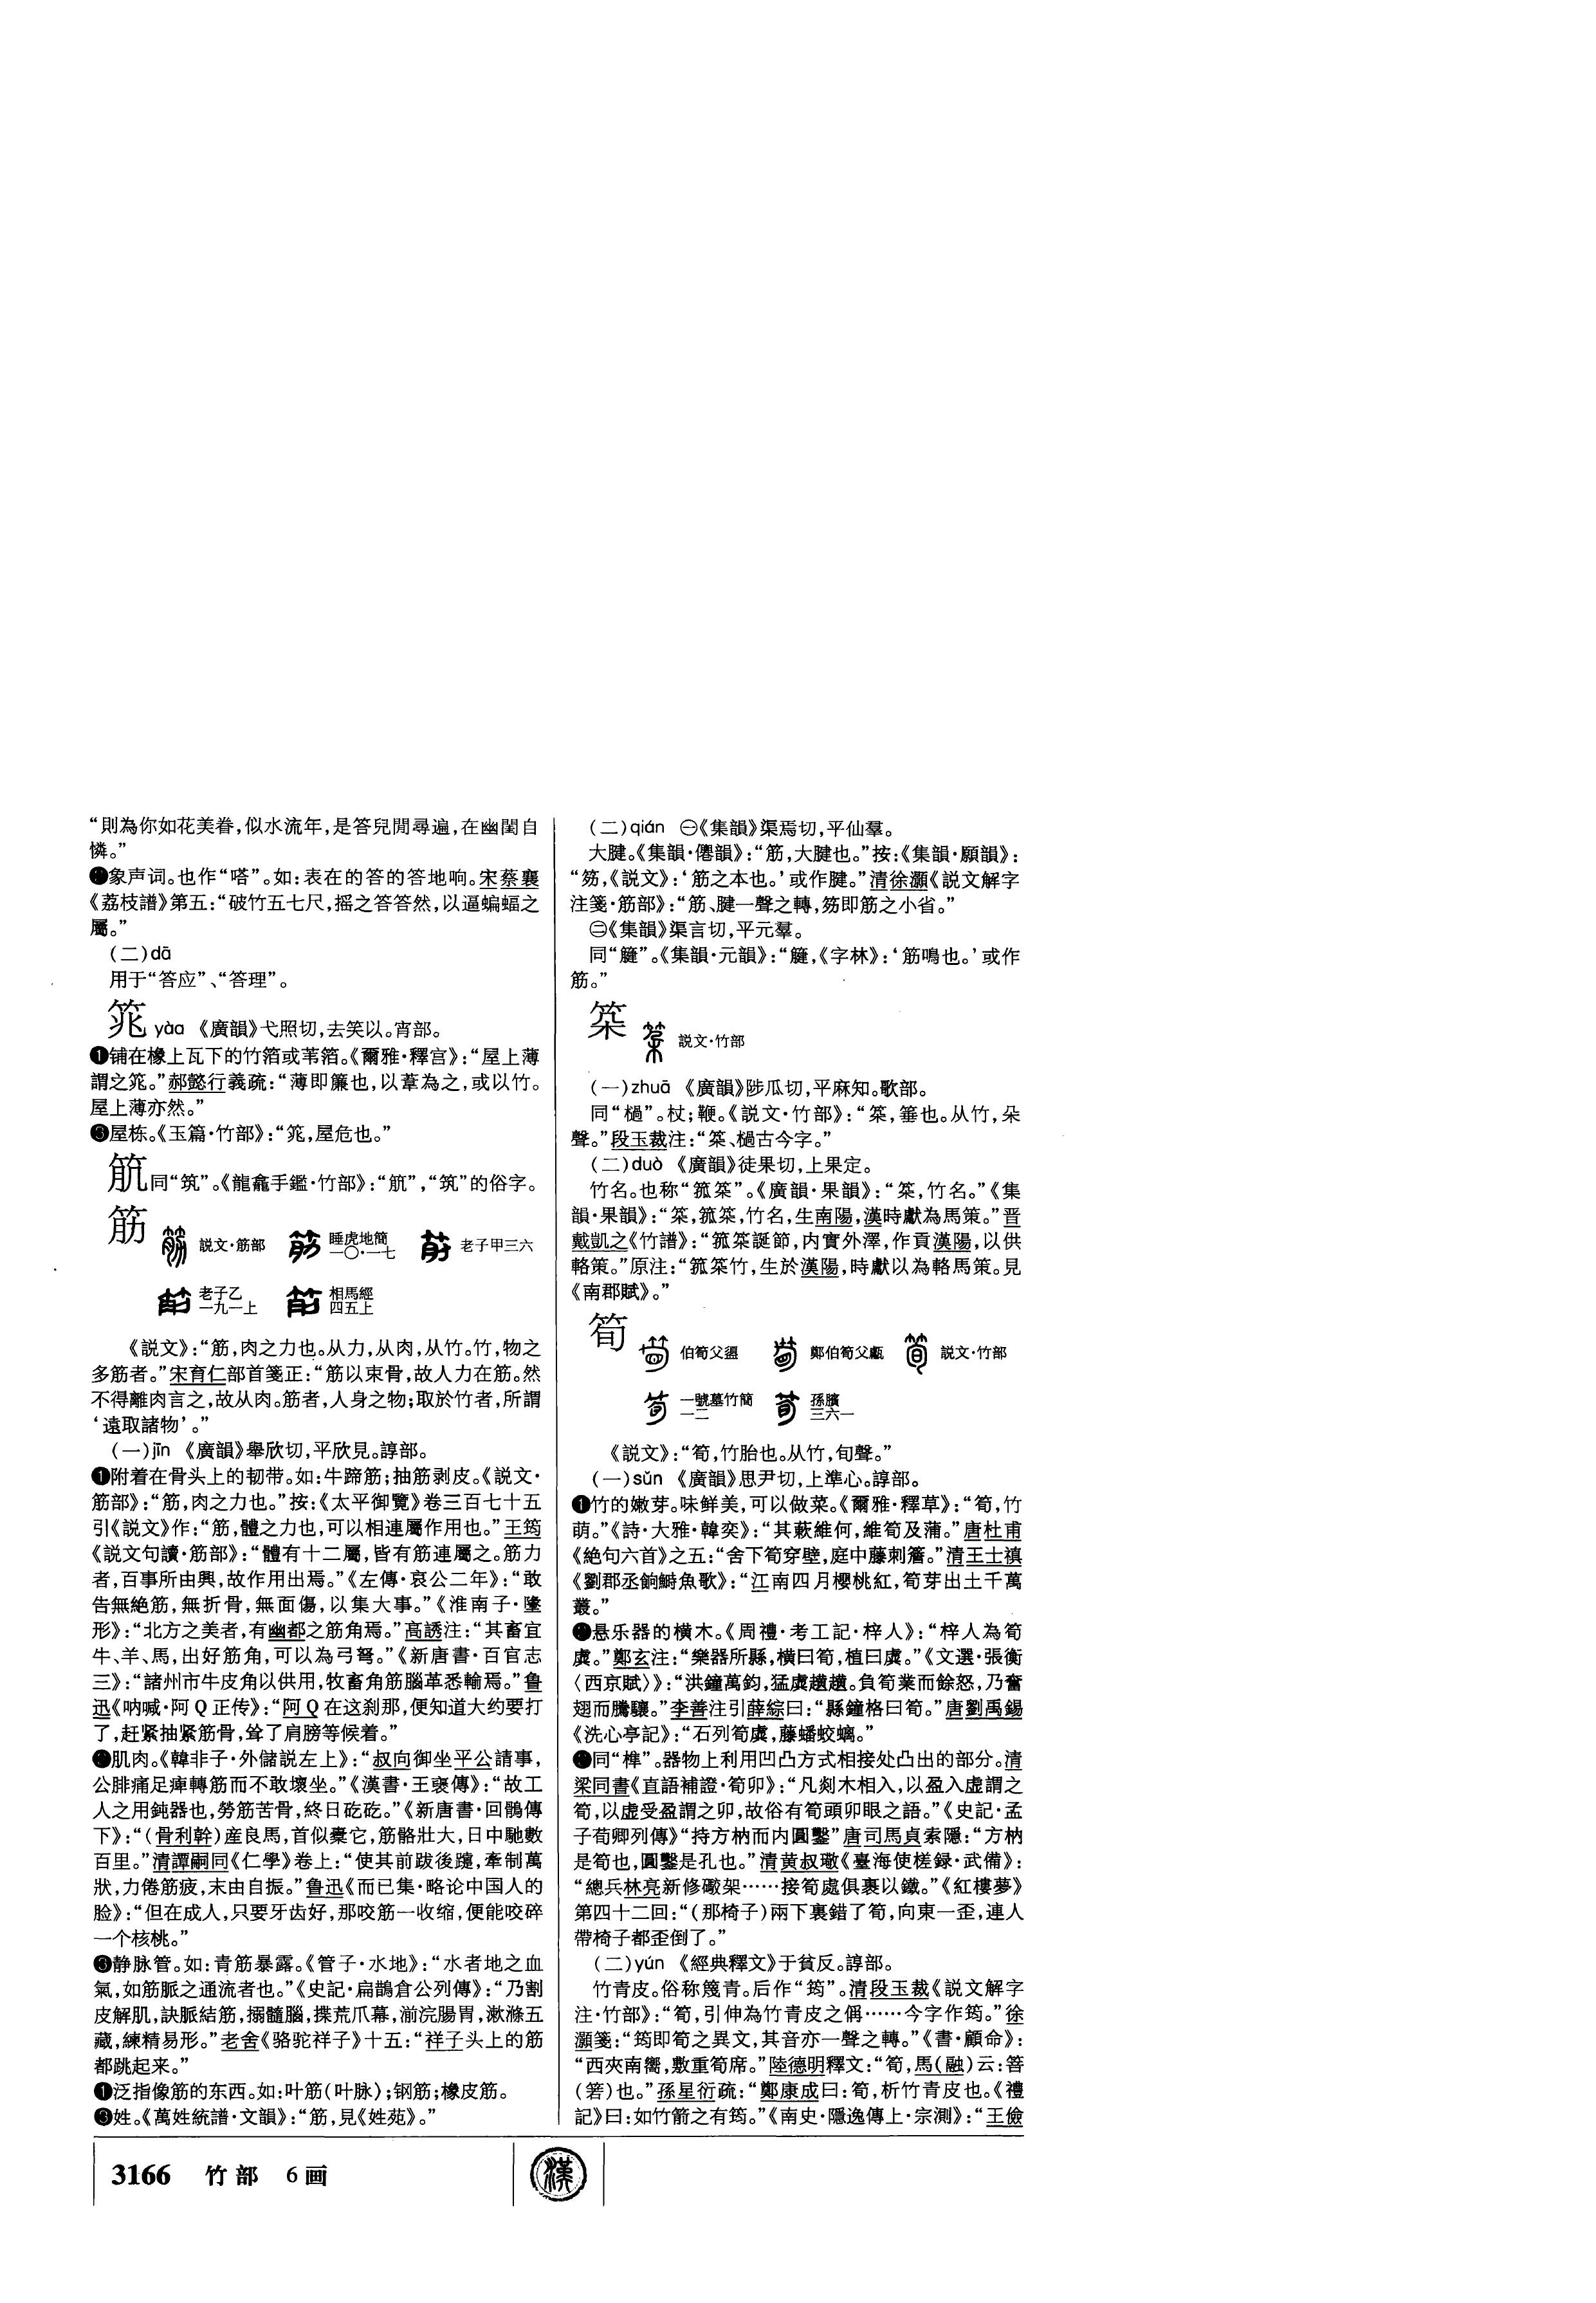 “則為你如花美眷，似水流年，是答兒閒尋遍，在幽閨自
憐。”
象声词。也作“嗒”。如：表在的答的答地响。宋蔡襄
《荔枝譜》第五：“破竹五七尺，摇之答答然，以逼蝙蝠之
屬。”
（二）dā
用于“答应”、“答理”。
筄 yào 《廣韻》弋照切，去笑以。宵部。
❶铺在椽上瓦下的竹箔或苇箔。《爾雅·釋宫》：“屋上薄
謂之筄。”郝懿行義疏：“薄即簾也，以葦為之，或以竹。
屋上薄亦然。”
屋栋。《玉篇·竹部》：“筄，屋危也。”
同“筑”。《龍龕手鑑·竹部》：“”，“筑”的俗字。
筋 説文·筋部 睡虎地簡一〇·一七 老子甲三六
老子乙一九一上 相馬經四五上
《説文》：“筋，肉之力也。从力，从肉，从竹。竹，物之
多筋者。”宋育仁部首箋正：“筋以束骨，故人力在筋。然
不得離肉言之，故从肉。筋者，人身之物；取於竹者，所謂
‘遠取諸物’。”
（一）jīn 《廣韻》舉欣切，平欣見。諄部。
❶附着在骨头上的韧带。如：牛蹄筋；抽筋剥皮。《説文·
筋部》：“筋，肉之力也。”按：《太平御覽》卷三百七十五
引《説文》作：“筋，體之力也，可以相連屬作用也。”王筠
《説文句讀·筋部》：“體有十二屬，皆有筋連屬之。筋力
者，百事所由興，故作用出焉。”《左傳·哀公二年》：“敢
告無絶筋，無折骨，無面傷，以集大事。”《淮南子·墬
形》：“北方之美者，有幽都之筋角焉。”高誘注：“其畜宜
牛、羊、馬，出好筋角，可以為弓弩。”《新唐書·百官志
三》：“諸州市牛皮角以供用，牧畜角筋腦革悉輸焉。”鲁
迅《呐喊·阿Q正传》：“阿Q在这刹那，便知道大约要打
了，赶紧抽紧筋骨，耸了肩膀等候着。”
肌肉。《韓非子·外儲説左上》：“叔向御坐平公請事，
公腓痛足痺轉筋而不敢壞坐。”《漢書·王襃傳》：“故工
人之用鈍器也，勞筋苦骨，終日矻矻。”《新唐書·回鶻傳
下》：“（骨利幹）産良馬，首似橐它，筋骼壯大，日中馳數
百里。”清譚嗣同《仁學》卷上：“使其前跋後躓，牽制萬
狀，力倦筋疲，末由自振。”鲁迅《而已集·略论中国人的
脸》：“但在成人，只要牙齿好，那咬筋一收缩，便能咬碎
一个核桃。”
静脉管。如：青筋暴露。《管子·水地》：“水者地之血
氣，如筋脈之通流者也。”《史記·扁鵲倉公列傳》：“乃割
皮解肌，訣脈結筋，搦髓腦，揲荒爪幕，湔浣腸胃，漱滌五
藏，練精易形。”老舍《骆驼祥子》十五：“祥子头上的筋
都跳起来。”
泛指像筋的东西。如：叶筋（叶脉）；钢筋；橡皮筋。
姓。《萬姓統譜·文韻》：“筋，見《姓苑》。”
（二）qián ㊀《集韻》渠焉切，平仙羣。
大腱。《集韻·僊韻》：“筋，大腱也。”按：《集韻·願韻》：
“笏，《説文》：‘筋之本也。’或作腱。”清徐灝《説文解字
注箋·筋部》：“筋、腱一聲之轉，笏即筋之小省。”
㊁《集韻》渠言切，平元羣。
同“䈰”。《集韻·元韻》：“䈰，《字林》：‘筋鳴也。’或作
筋。”
築 説文·竹部
（一）zhuā 《廣韻》陟瓜切，平麻知。歌部。
同“檛”。杖；鞭。《説文·竹部》：“笨，箠也。从竹，朵
聲。”段玉裁注：“䇵、檛古今字。”
（二）duò 《廣韻》徒果切，上果定。
竹名。也称“箛䇵”。《廣韻·果韻》：“䇵，竹名。”《集
韻·果韻》：“䇵，箛䇵，竹名，生南陽，漢時獻為馬策。”晋
戴凱之《竹譜》：“箛䇵誕節，内實外澤，作貢漢陽，以供
輅策。”原注：“箛䇵竹，生於漢陽，時獻以為輅馬策。見
《南郡賦》。”
筍 伯筍父盨 鄭伯筍父甗 説文·竹部
一號墓竹簡一二 孫臏三六一
《説文》：“筍，竹胎也。从竹，旬聲。”
（一）sǔn 《廣韻》思尹切，上準心。諄部。
❶竹的嫩芽。味鲜美，可以做菜。《爾雅·釋草》：“筍，竹
萌。”《詩·大雅·韓奕》：“其蔌維何，維筍及蒲。”唐杜甫
《絶句六首》之五：“舍下筍穿壁，庭中藤刺簷。”清王士禛
《劉郡丞餉鰣魚歌》：“江南四月櫻桃紅，筍芽出土千萬
叢。”
悬乐器的横木。《周禮·考工記·梓人》：“梓人為筍
虡。”鄭玄注：“樂器所縣，横曰筍，植曰虡。”《文選·張衡
〈西京賦〉》：“洪鐘萬鈞，猛虡趪趪。負筍業而餘怒，乃奮
翅而騰驤。”李善注引薛綜曰：“縣鐘格曰筍。”唐劉禹錫
《洗心亭記》：“石列筍虡，藤蟠蛟螭。”
同“榫”。器物上利用凹凸方式相接处凸出的部分。清
梁同書《直語補證·筍卯》：“凡剡木相入，以盈入虚謂之
筍，以虚受盈謂之卯，故俗有筍頭卯眼之語。”《史記·孟
子荀卿列傳》“持方枘而内圓鑿”唐司馬貞索隱：“方枘
是筍也，圓鑿是孔也。”清黄叔璥《臺海使槎録·武備》：
“總兵林亮新修礮架……接筍處俱裹以鐵。”《紅樓夢》
第四十二回：“（那椅子）兩下裏錯了筍，向東一歪，連人
帶椅子都歪倒了。”
（二）yún 《經典釋文》于貧反。諄部。
竹青皮。俗称篾青。后作“筠”。清段玉裁《説文解字
注·竹部》：“筍，引伸為竹青皮之偁……今字作筠。”徐
灝箋：“筠即筍之異文，其音亦一聲之轉。”《書·顧命》：
“西夾南嚮，敷重筍席。”陸德明釋文：“筍，馬（融）云：䈞
（箬）也。”孫星衍疏：“鄭康成曰：筍，析竹青皮也。《禮
記》曰：如竹箭之有筠。”《南史·隱逸傳上·宗測》：“王儉
3166 竹部 6画 漢